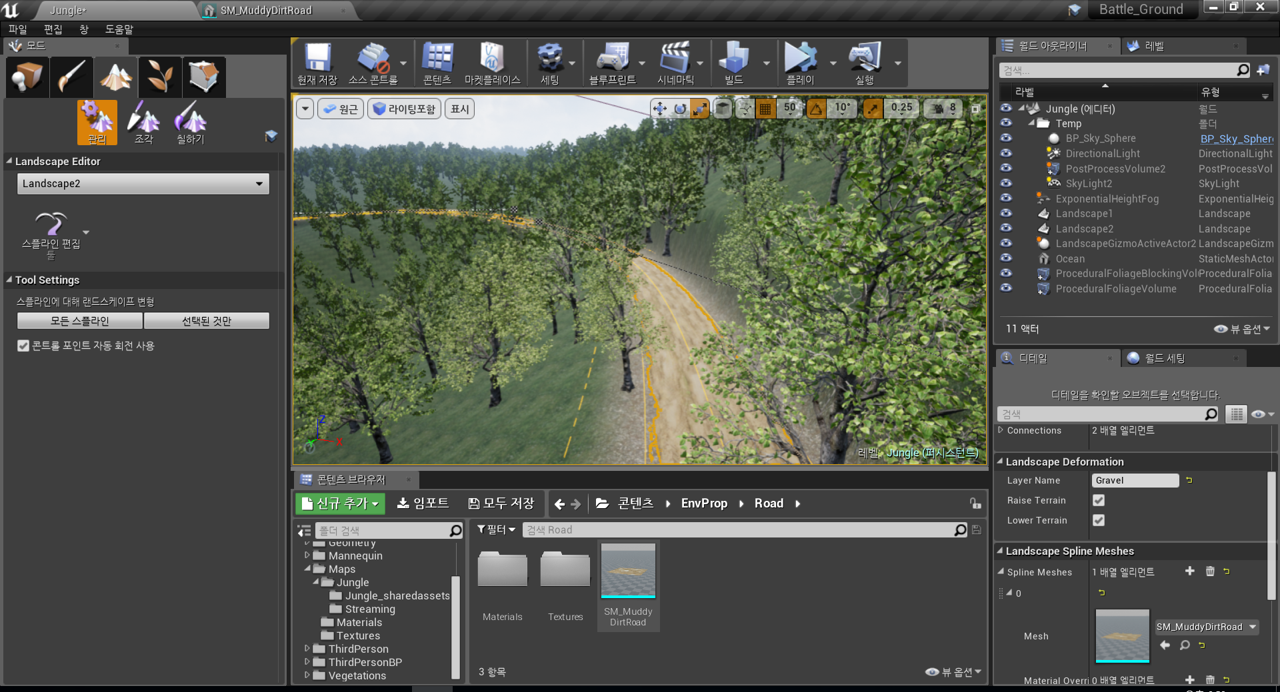 Jungle•
SM_MuddyDirtRoad
Battle_Ground
파일 편집 창 도움말
모드
관리 조각 칠하기
Landscape Editor
Landscape2
스플라인 편집
툴
Tool Settings
스플라인에 대해 랜드스케이프 변형
모든 스플라인 선택된 것만
콘트롤 포인트 자동 회전 사용
현재 저장 소스 콘트롤 콘텐츠 마켓플레이스 세팅 블루프린트 시네마틱 빌드 플레이 실행
원근 라이팅포함 표시
50 10° 0.25 8
레벨: Jungle (퍼시스턴트)
콘텐츠 브라우저
신규 추가 임포트 모두 저장 콘텐츠 EnvProp Road
폴더 검색
필터 검색 Road
Geometry
Mannequin
Maps
Jungle
Jungle_sharedassets
Streaming
Materials
Textures
ThirdPerson
ThirdPersonBP
Vegetations
Materials
Textures
SM_Muddy
DirtRoad
3 항목
뷰 옵션
월드 아웃라이너 레벨
검색...
라벨 유형
Jungle (에디터) 월드
Temp 폴더
BP_Sky_Sphere BP_Sky_Sphere
DirectionalLight DirectionalLight
PostProcessVolume2 PostProcessVol
SkyLight2 SkyLight
ExponentialHeightFog ExponentialHeig
Landscape1 Landscape
Landscape2 Landscape
LandscapeGizmoActiveActor2 LandscapeGizmo
Ocean StaticMeshActo
ProceduralFoliageBlockingVol ProceduralFolia
ProceduralFoliageVolume ProceduralFolia
11 액터
뷰 옵션
디테일 월드 세팅
디테일을 확인할 오브젝트를 선택합니다.
검색
Connections 2 배열 엘리먼트
Landscape Deformation
Layer Name Gravel
Raise Terrain
Lower Terrain
Landscape Spline Meshes
Spline Meshes 1 배열 엘리먼트
0
Mesh SM_MuddyDirtRoad
Material Overri 0 배열 엘리먼트